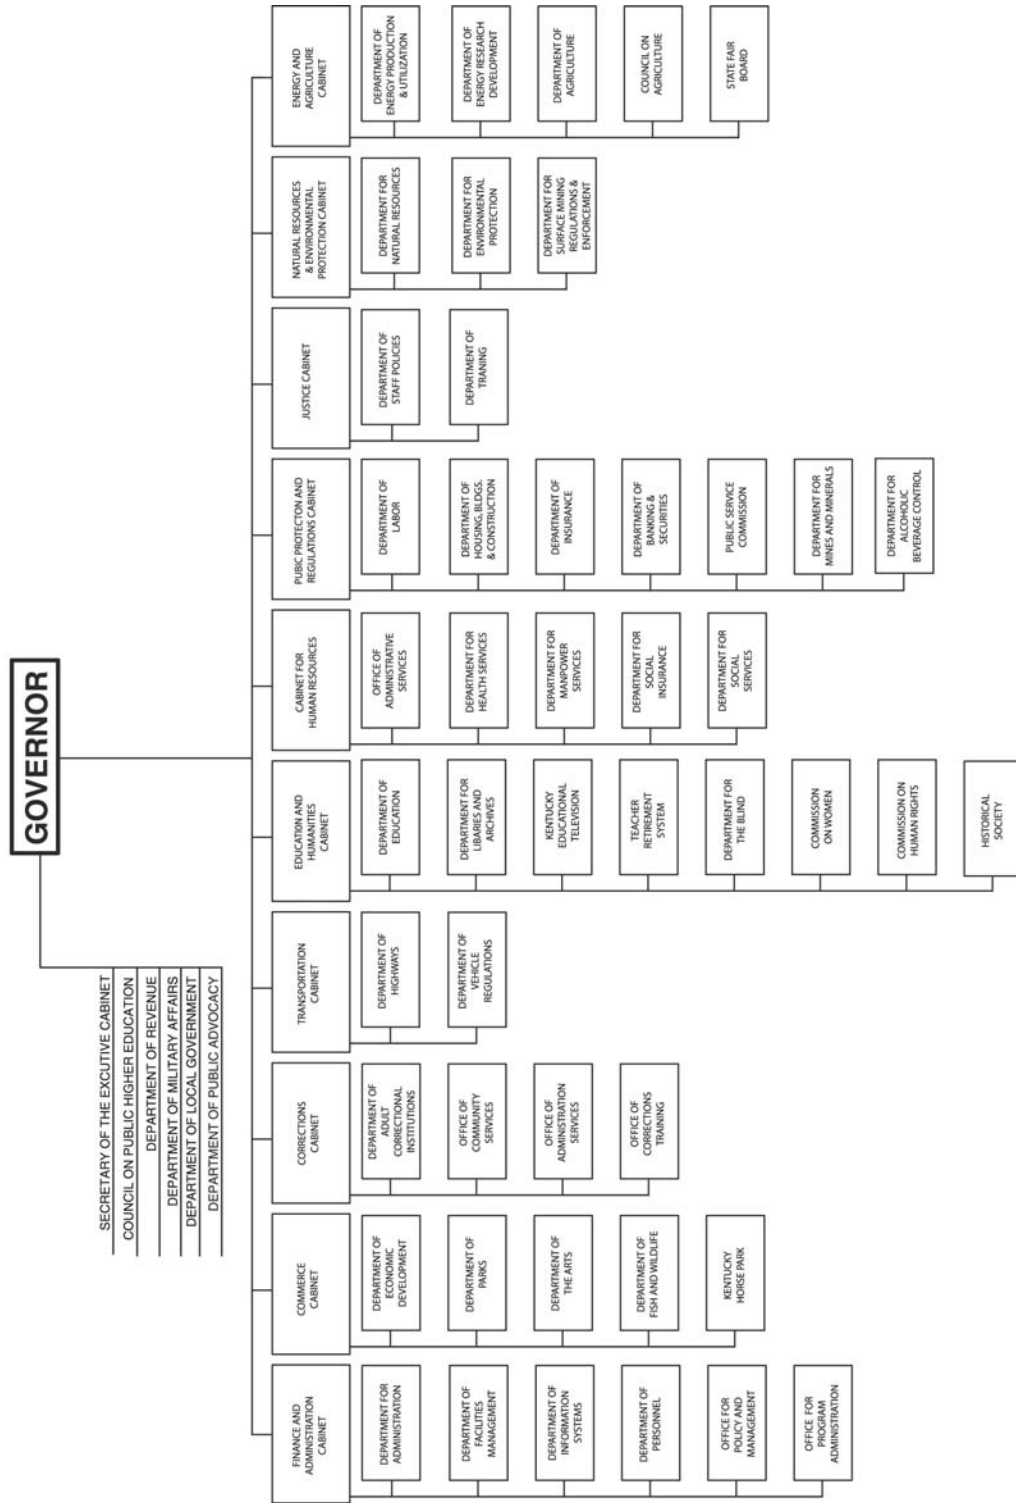 GOVERNOR
SECRETARY OF THE EXCUTIVE CABINET
COUNCIL ON PUBLIC HIGHER EDUCATION
DEPARTMENT OF REVENUE
DEPARTMENT OF MILITARY AFFAIRS
DEPARTMENT OF LOCAL GOVERNMENT
DEPARTMENT OF PUBLIC ADVOCACY
FINANCE AND
ADMINISTRATION
CABINET
DEPARTMENT FOR
ADMINISTRATION
DEPARTMENT OF
FACILITIES
MANAGEMENT
DEPARTMENT OF
INFORMATION
SYSTEMS
DEPARTMENT OF
PERSONNEL
OFFICE FOR
POLICY AND
MANAGEMENT
OFFICE FOR
PROGRAM
ADMINISTRATION
COMMERCE
CABINET
DEPARTMENT OF
ECONOMIC
DEVELOPMENT
DEPARTMENT OF
PARKS
DEPARTMENT OF
THE ARTS
DEPARTMENT OF
FISH AND WILDLIFE
KENTUCKY
HORSE PARK
CORRECTIONS
CABINET
DEPARTMENT OF
ADULT
CORRECTIONAL
INSTITUTIONS
OFFICE OF
COMMUNITY
SERVICES
OFFICE OF
ADMINISTRATION
SERVICES
OFFICE OF
CORRECTIONS
TRAINING
TRANSPORTATION
CABINET
DEPARTMENT OF
HIGHWAYS
DEPARTMENT OF
VEHICLE
REGULATIONS
EDUCATION AND
HUMANITIES
CABINET
DEPARTMENT OF
EDUCATION
DEPARTMENT FOR
LIBARIES AND
ARCHIVES
KENTUCKY
EDUCATIONAL
TELEVISION
TEACHER
RETIREMENT
SYSTEM
DEPARTMENT FOR
THE BLIND
COMMISSION
ON WOMEN
COMMISSION ON
HUMAN RIGHTS
HISTORICAL
SOCIETY
CABINET FOR
HUMAN RESOURCES
OFFICE OF
ADMINISTRATIVE
SERVICES
DEPARTMENT FOR
HEALTH SERVICES
DEPARTMENT FOR
MANPOWER
SERVICES
DEPARTMENT FOR
SOCIAL
INSURANCE
DEPARTMENT FOR
SOCIAL
SERVICES
PUBIC PROTECTON AND
REGULATIONS CABINET
DEPARTMENT OF
LABOR
DEPARTMENT OF
HOUSING, BLDGS.
& CONSTRUCTION
DEPARTMENT OF
INSURANCE
DEPARTMENT OF
BANKING &
SECURITIES
PUBLIC SERVICE
COMMISSION
DEPARTMENT FOR
MINES AND MINERALS
DEPARTMENT FOR
ALCOHOLIC
BEVERAGE CONTROL
JUSTICE CABINET
DEPARTMENT OF
STAFF POLICIES
DEPARTMENT OF
TRANING
NATURAL RESOURCES
& ENVIRONMENTAL
PROTECTION CABINET
DEPARTMENT FOR
NATURAL RESOURCES
DEPARTMENT FOR
ENVIRONMENTAL
PROTECTION
DEPARTMENT FOR
SURFACE MINING
REGULATIONS &
ENFORCEMENT
ENERGY AND
AGRICULTURE
CABINET
DEPARTMENT OF
ENERGY PRODUCTION
& UTILIZATION
DEPARTMENT OF
ENERGY RESEARCH
DEVELOPMENT
DEPARTMENT OF
AGRICULTURE
COUNCIL ON
AGRICULTURE
STATE FAIR
BOARD